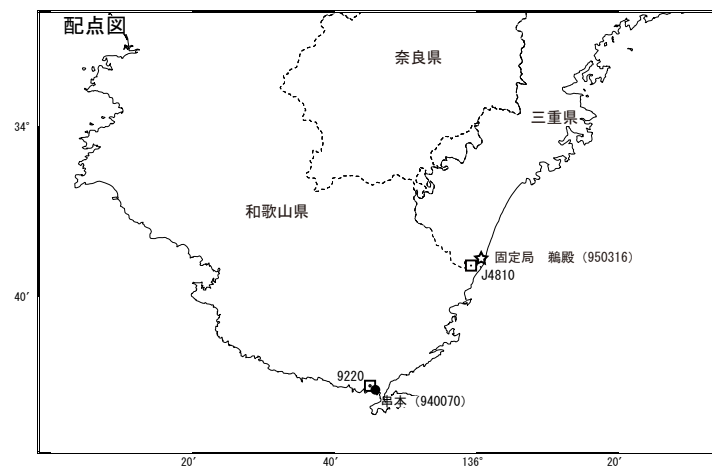 配点図
奈良県
34°
三重県
和歌山県
固定局 鵜殿（950316）
J4810
40′
9220
串本（940070）
20′
40′
136°
20′